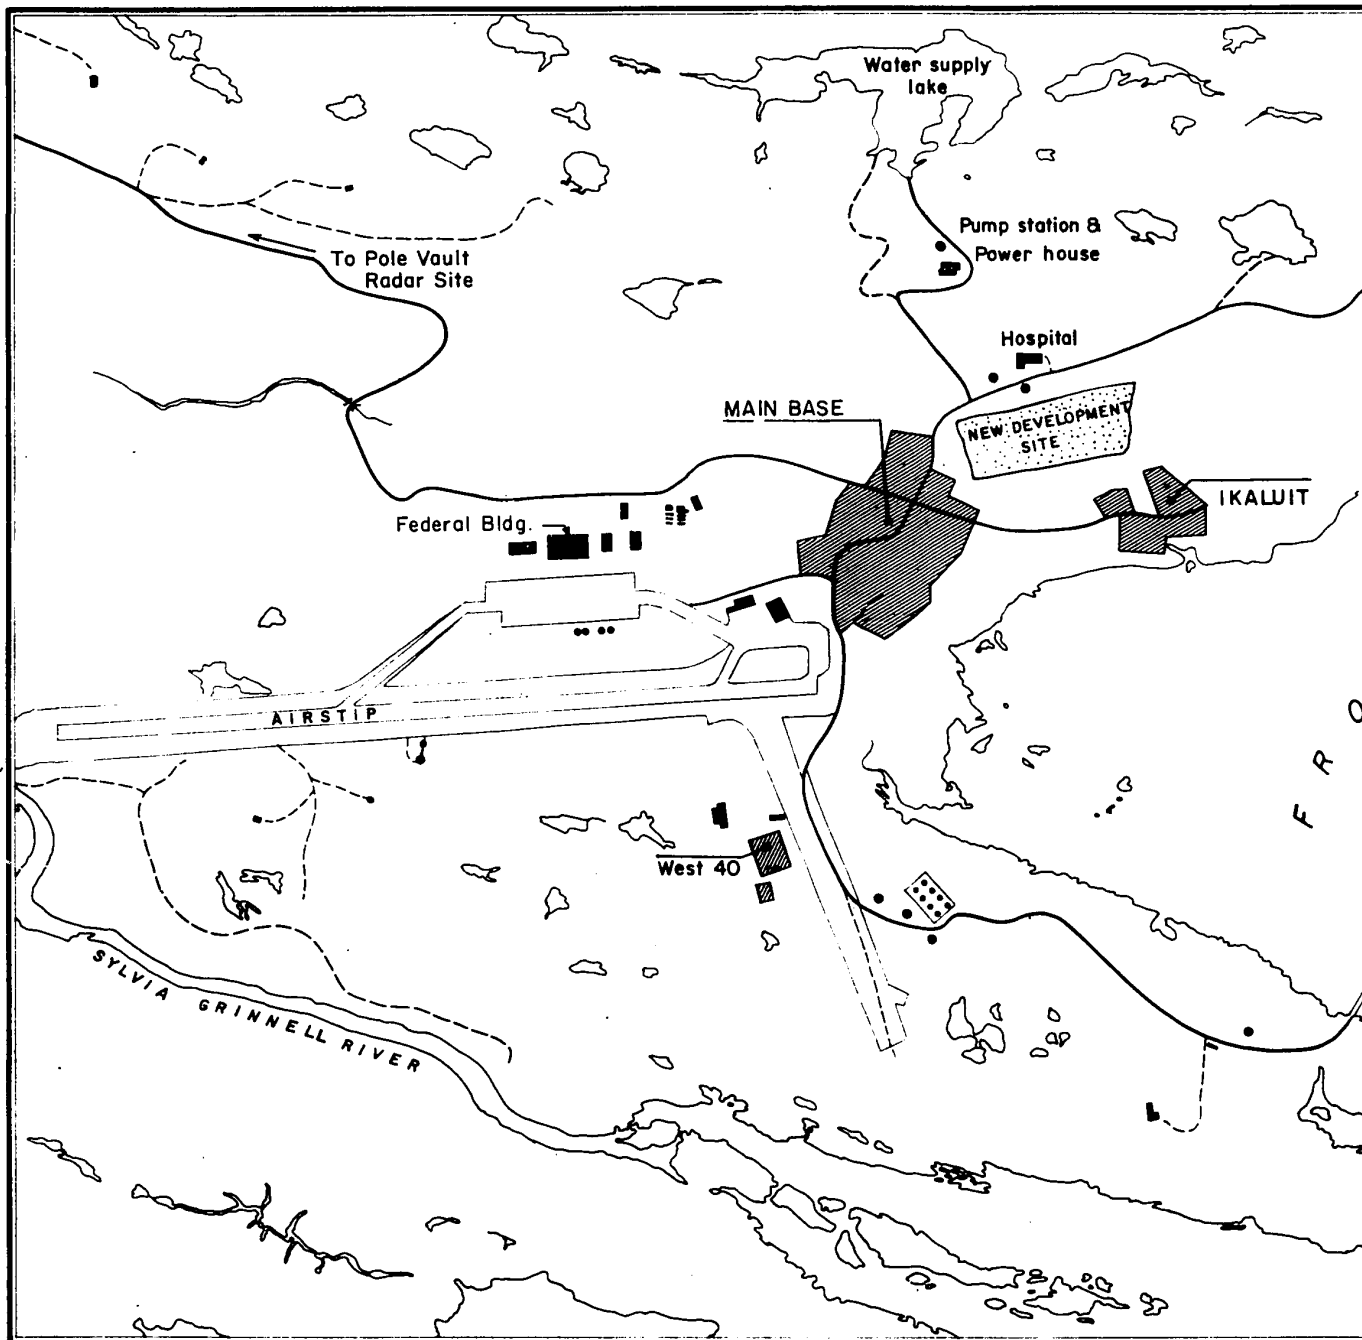 Water supply
lake
Pump station &
Power house
To Pole Vault
Radar Site
Hospital
MAIN BASE
NEW DEVELOPMENT
SITE
IKALUIT
Federal Bldg.
AIRSTIP
F R O
West 40
SYLVIA GRINNELL RIVER